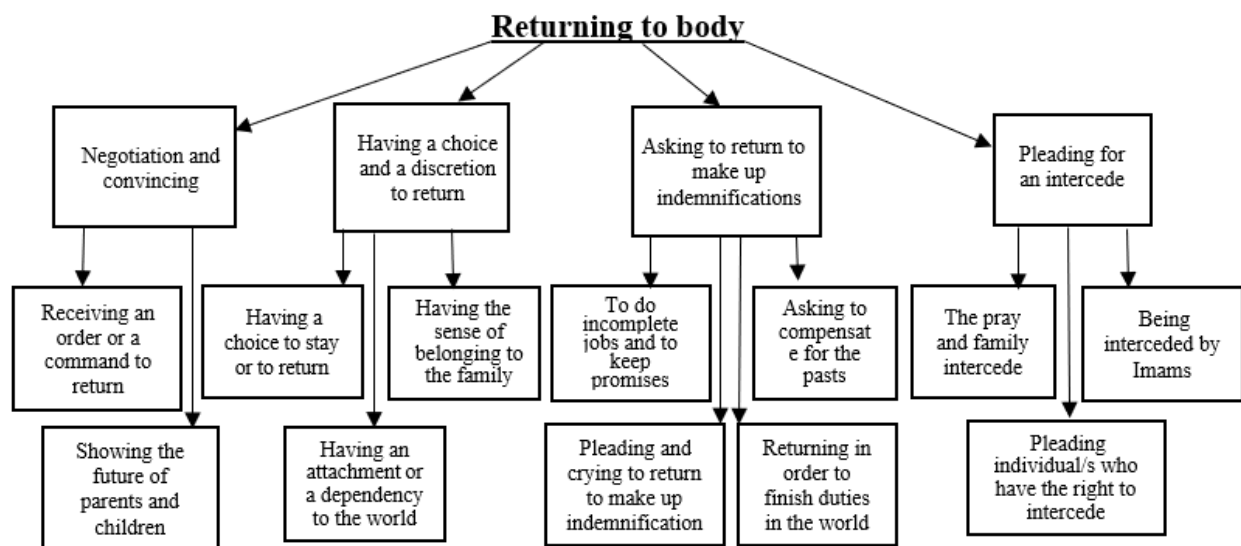 Returning to body
Negotiation and
convincing
Having a choice
and a discretion
to return
Asking to return to
make up
indemnifications
Pleading for
an intercede
Receiving an
order or a
command to
return
Having a
choice to stay
or to return
Having the
sense of
belonging to
the family
To do
incomplete
jobs and to
keep
promises
Asking to
compensat
e for the
pasts
The pray
and family
intercede
Being
interceded by
Imams
Showing the
future of
parents and
children
Having an
attachment or
a dependency
to the world
Pleading and
crying to return
to make up
indemnification
Returning in
order to
finish duties
in the world
Pleading
individual/s who
have the right to
intercede